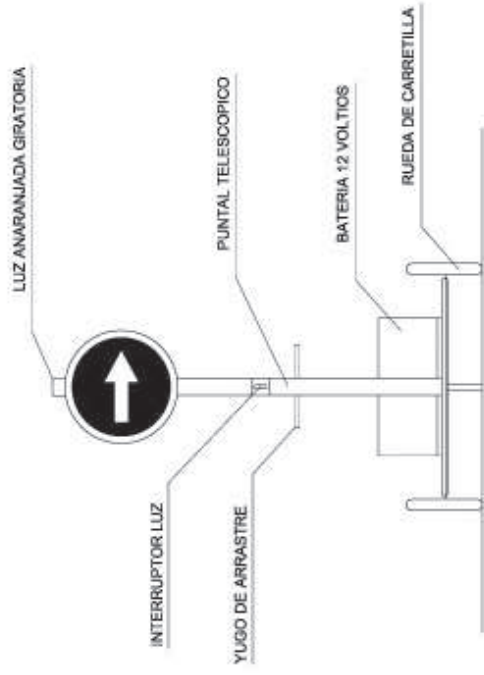 LUZ ANARANJADA GIRATORIA
INTERRUPTOR LUZ
PUNTAL TELESCOPICO
YUGO DE ARRASTRE
BATERIA 12 VOLTIOS
RUEDA DE CARRETILLA